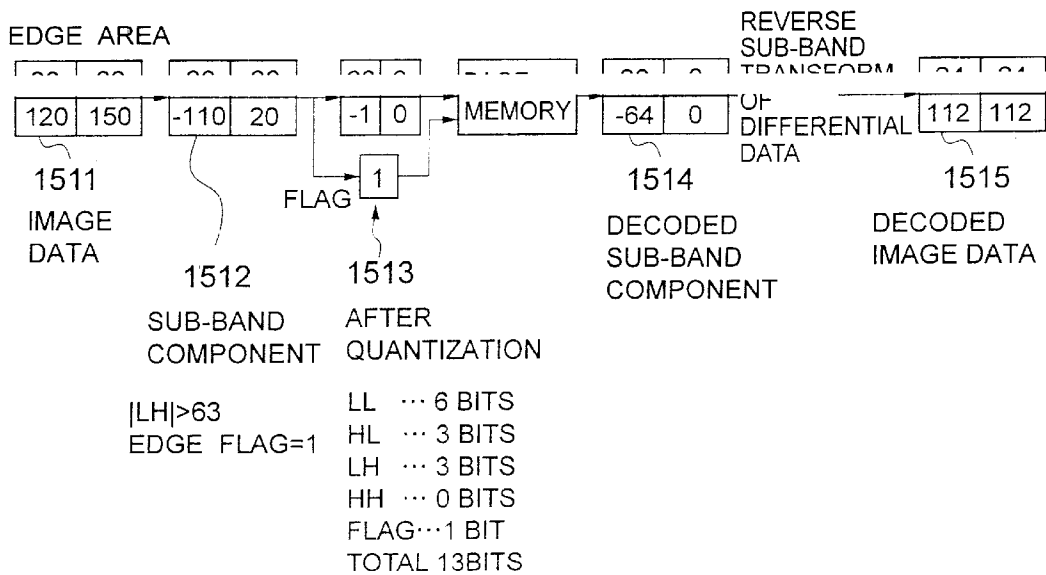 EDGE AREA
REVERSE
SUB-BAND
TRANSFORM
OF
DIFFERENTIAL
DATA
120 150
-110 20
-1 0
MEMORY
-64 0
112 112
FLAG
1
1511
IMAGE
DATA
1512
SUB-BAND
COMPONENT
1513
AFTER
QUANTIZATION
1514
DECODED
SUB-BAND
COMPONENT
1515
DECODED
IMAGE DATA
|LH|>63
EDGE FLAG=1
LL ··· 6 BITS
HL ··· 3 BITS
LH ··· 3 BITS
HH ··· 0 BITS
FLAG···1 BIT
TOTAL 13BITS